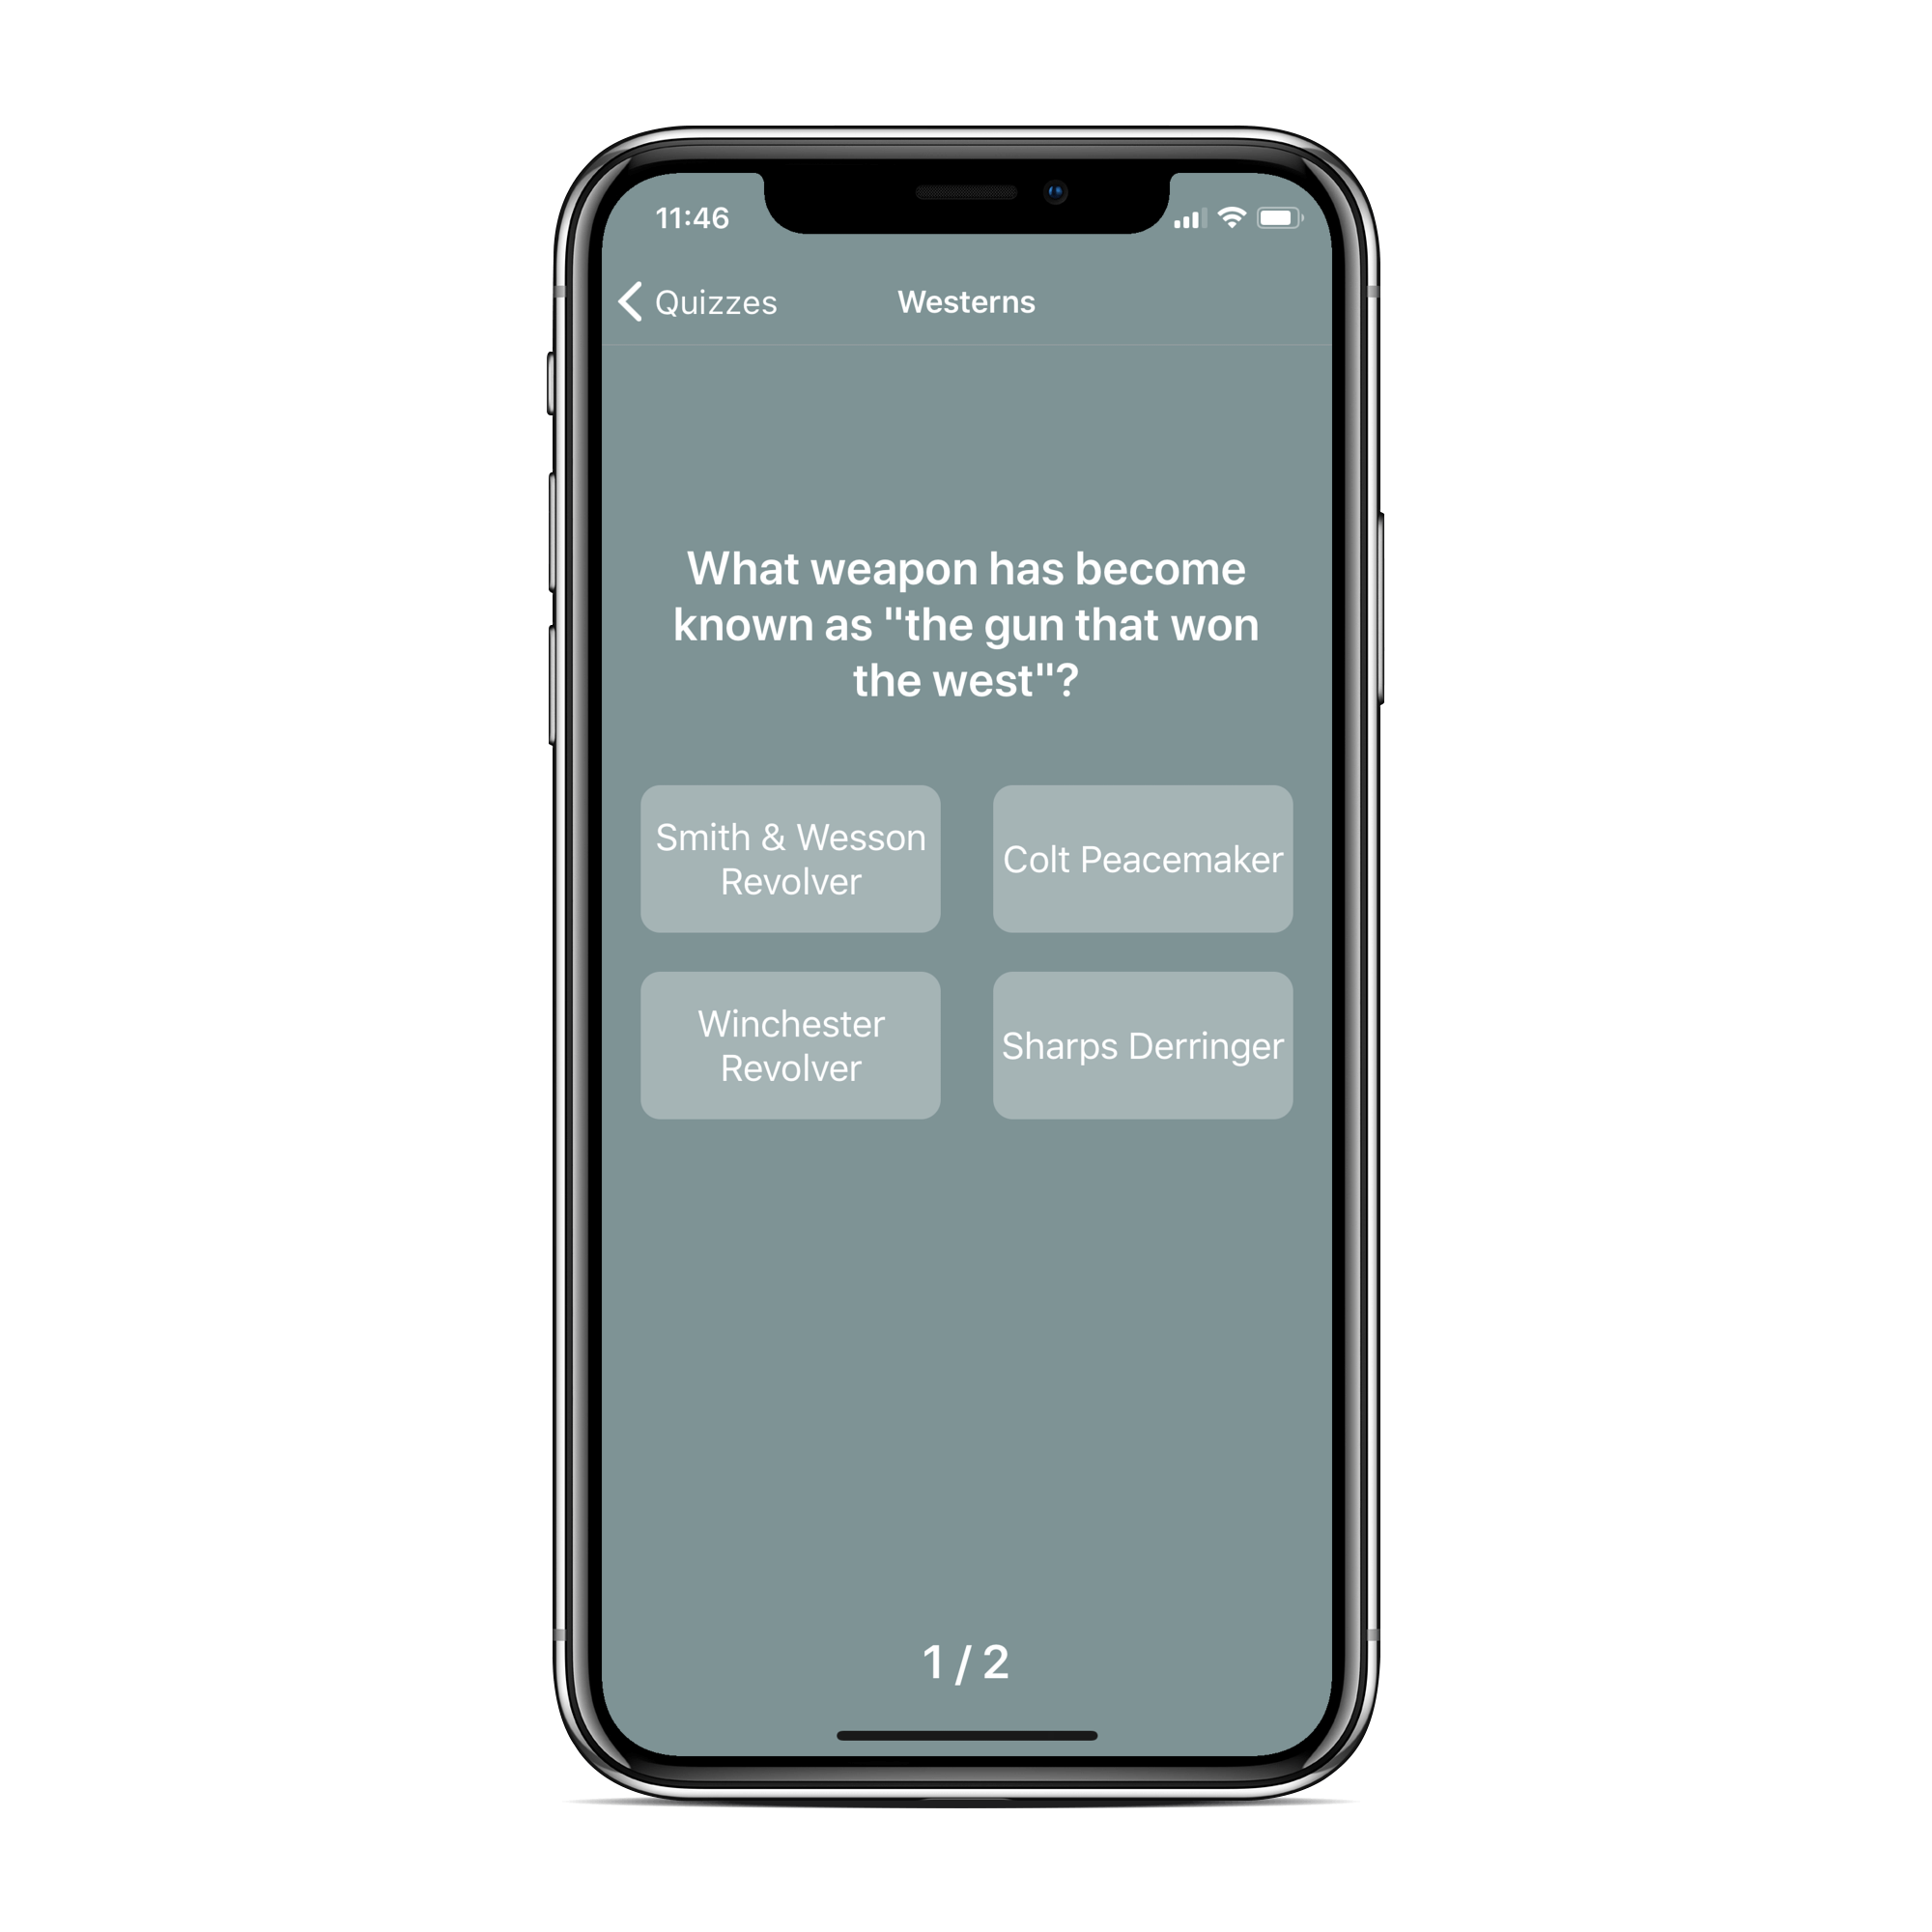 11:46
Quizzes
Westerns
What weapon has become
known as "the gun that won
the west"?
Smith & Wesson
Revolver
Colt Peacemaker
Winchester
Revolver
Sharps Derringer
1 / 2